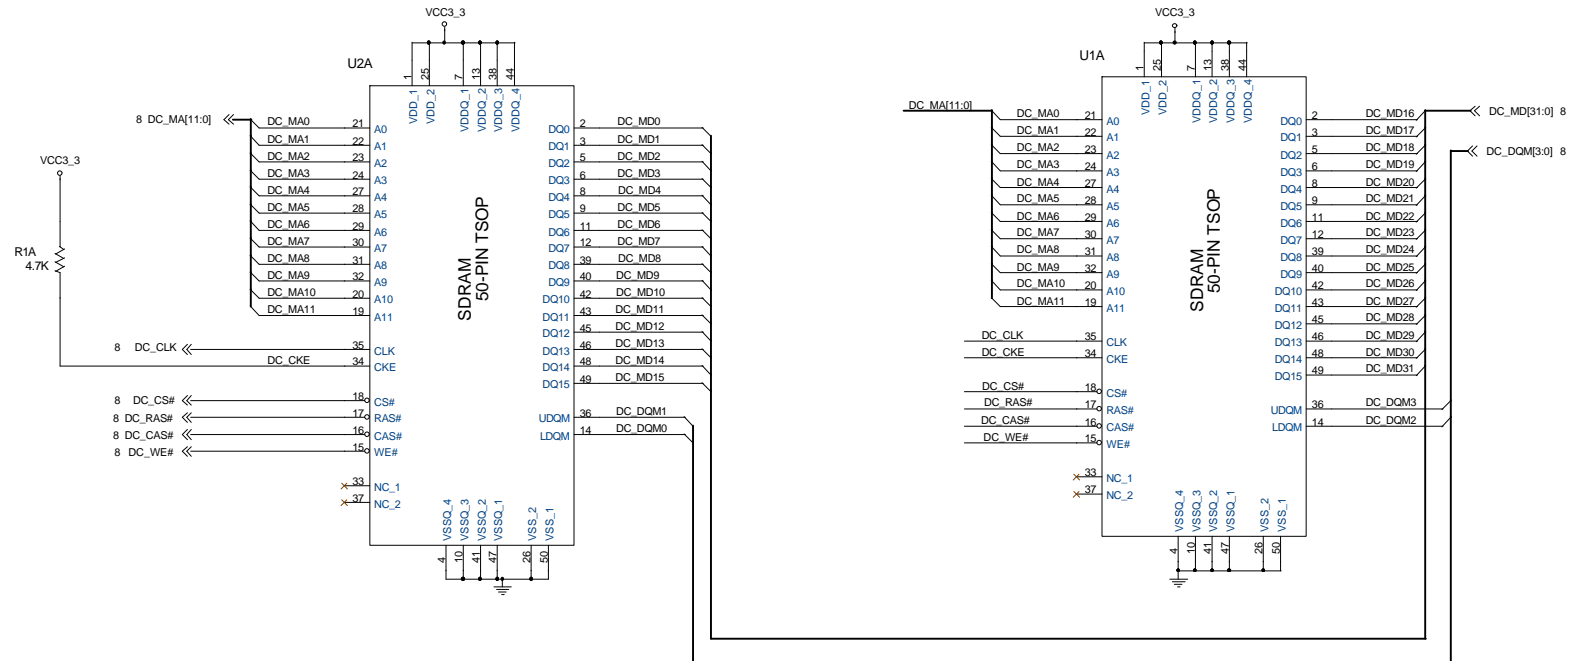 VCC3_3
U2A
1 25 7 13 38 44
VDD_1 VDD_2 VDDQ_1 VDDQ_2 VDDQ_3 VDDQ_4
8 DC_MA[11:0]
DC_MA0 21 A0
DC_MA1 22 A1
DC_MA2 23 A2
DC_MA3 24 A3
DC_MA4 27 A4
DC_MA5 28 A5
DC_MA6 29 A6
DC_MA7 30 A7
DC_MA8 31 A8
DC_MA9 32 A9
DC_MA10 20 A10
DC_MA11 19 A11
VCC3_3
R1A
4.7K
8 DC_CLK 35 CLK
DC_CKE 34 CKE
8 DC_CS# 18 CS#
8 DC_RAS# 17 RAS#
8 DC_CAS# 16 CAS#
8 DC_WE# 15 WE#
33 NC_1
37 NC_2
SDRAM
50-PIN TSOP
DQ0 2 DC_MD0
DQ1 3 DC_MD1
DQ2 5 DC_MD2
DQ3 6 DC_MD3
DQ4 8 DC_MD4
DQ5 9 DC_MD5
DQ6 11 DC_MD6
DQ7 12 DC_MD7
DQ8 39 DC_MD8
DQ9 40 DC_MD9
DQ10 42 DC_MD10
DQ11 43 DC_MD11
DQ12 45 DC_MD12
DQ13 46 DC_MD13
DQ14 48 DC_MD14
DQ15 49 DC_MD15
UDQM 36 DC_DQM1
LDQM 14 DC_DQM0
VSSQ_4 VSSQ_3 VSSQ_2 VSSQ_1 VSS_2 VSS_1
4 10 41 47 26 50
VCC3_3
U1A
1 25 7 13 38 44
VDD_1 VDD_2 VDDQ_1 VDDQ_2 VDDQ_3 VDDQ_4
DC_MA[11:0]
DC_MA0 21 A0
DC_MA1 22 A1
DC_MA2 23 A2
DC_MA3 24 A3
DC_MA4 27 A4
DC_MA5 28 A5
DC_MA6 29 A6
DC_MA7 30 A7
DC_MA8 31 A8
DC_MA9 32 A9
DC_MA10 20 A10
DC_MA11 19 A11
DC_CLK 35 CLK
DC_CKE 34 CKE
DC_CS# 18 CS#
DC_RAS# 17 RAS#
DC_CAS# 16 CAS#
DC_WE# 15 WE#
33 NC_1
37 NC_2
SDRAM
50-PIN TSOP
DQ0 2 DC_MD16
DQ1 3 DC_MD17
DQ2 5 DC_MD18
DQ3 6 DC_MD19
DQ4 8 DC_MD20
DQ5 9 DC_MD21
DQ6 11 DC_MD22
DQ7 12 DC_MD23
DQ8 39 DC_MD24
DQ9 40 DC_MD25
DQ10 42 DC_MD26
DQ11 43 DC_MD27
DQ12 45 DC_MD28
DQ13 46 DC_MD29
DQ14 48 DC_MD30
DQ15 49 DC_MD31
UDQM 36 DC_DQM3
LDQM 14 DC_DQM2
VSSQ_4 VSSQ_3 VSSQ_2 VSSQ_1 VSS_2 VSS_1
4 10 41 47 26 50
DC_MD[31:0] 8
DC_DQM[3:0] 8